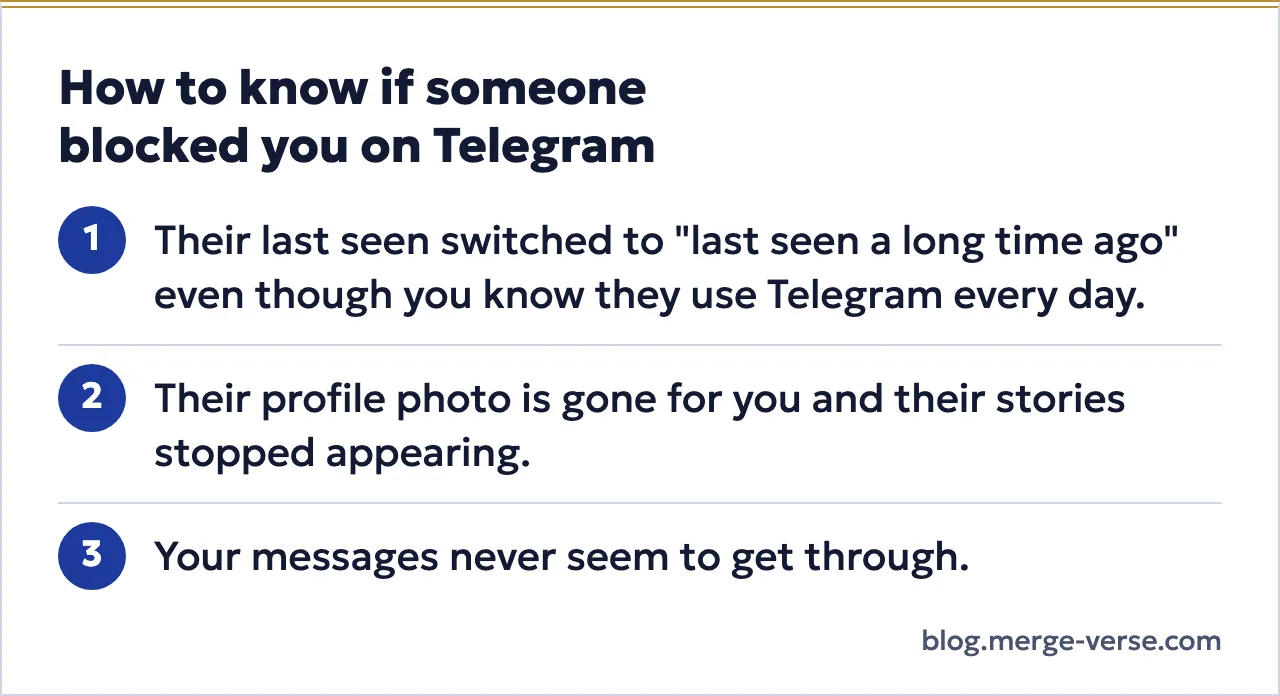 How to know if someone
blocked you on Telegram
1
Their last seen switched to "last seen a long time ago"
even though you know they use Telegram every day.
2
Their profile photo is gone for you and their stories
stopped appearing.
3
Your messages never seem to get through.
blog.merge-verse.com